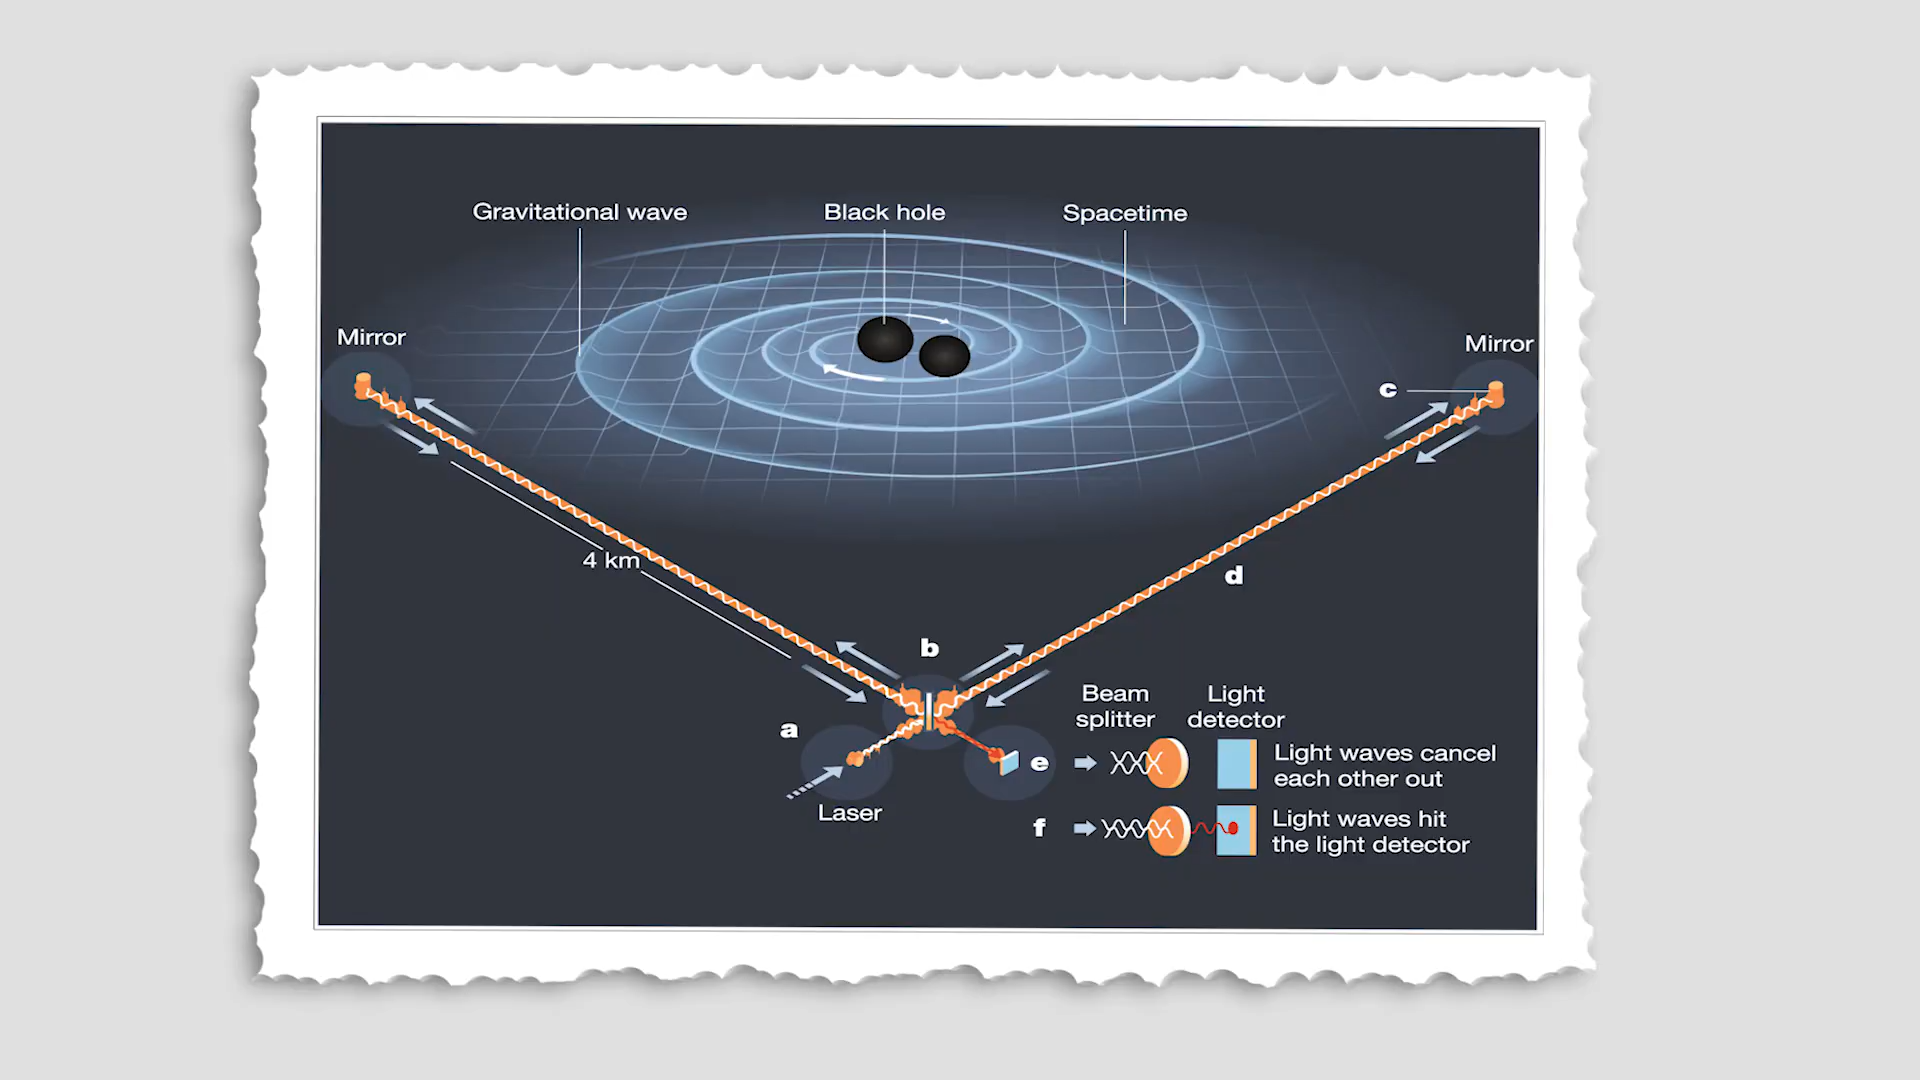 Gravitational wave
Black hole
Spacetime
Mirror
Mirror
c
4 km
d
b
a
Laser
Beam
splitter
Light
detector
e
Light waves cancel
each other out
f
Light waves hit
the light detector